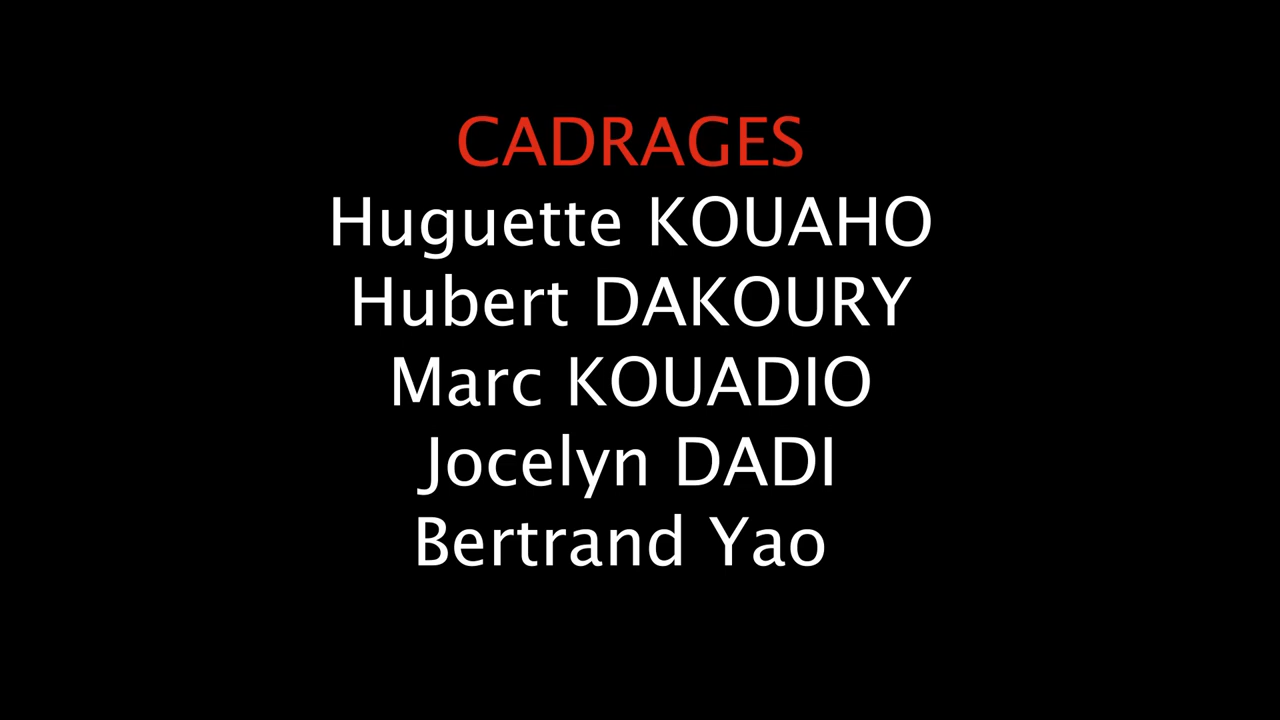 CADRAGES
Huguette KOUAHO
Hubert DAKOURY
Marc KOUADIO
Jocelyn DADI
Bertrand Yao